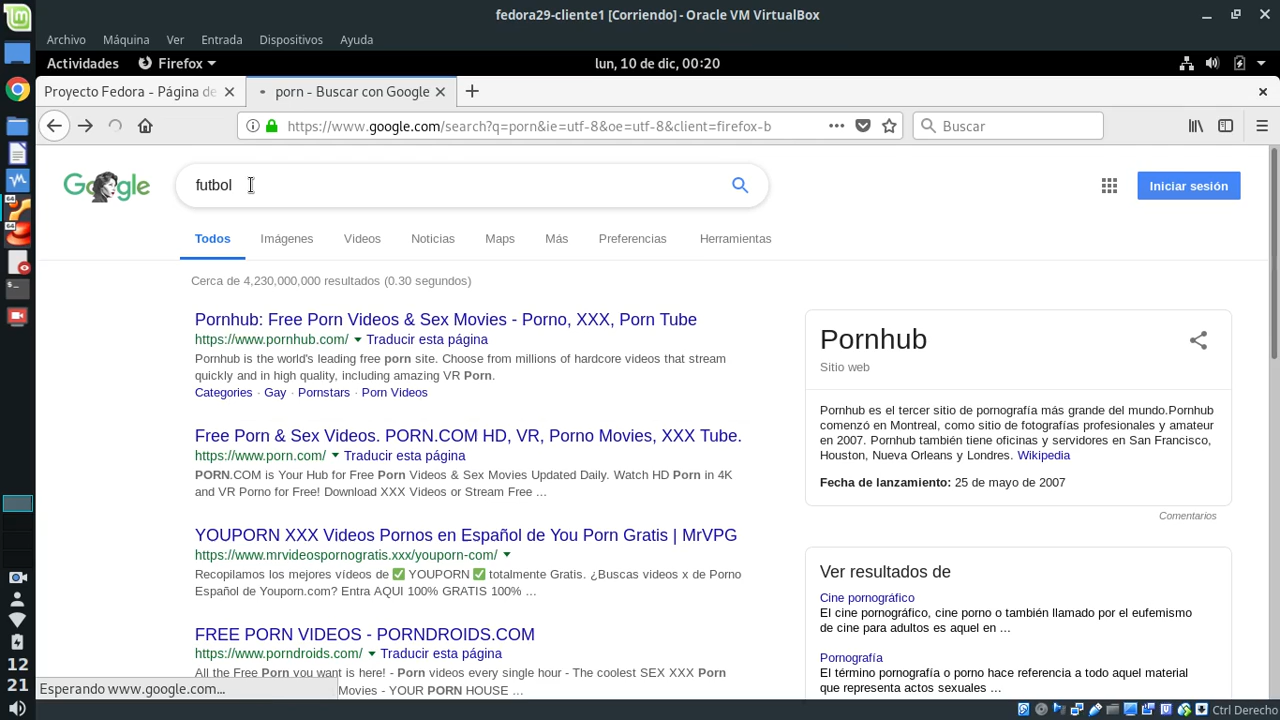 fedora29-cliente1 [Corriendo] - Oracle VM VirtualBox
Archivo Máquina Ver Entrada Dispositivos Ayuda
Actividades Firefox lun, 10 de dic, 00:20
Proyecto Fedora - Página de porn - Buscar con Google
https://www.google.com/search?q=porn&ie=utf-8&oe=utf-8&client=firefox-b Buscar
Google futbol Iniciar sesión
Todos Imágenes Videos Noticias Maps Más Preferencias Herramientas
Cerca de 4,230,000,000 resultados (0.30 segundos)
Pornhub: Free Porn Videos & Sex Movies - Porno, XXX, Porn Tube
https://www.pornhub.com/ Traducir esta página
Pornhub is the world's leading free porn site. Choose from millions of hardcore videos that stream
quickly and in high quality, including amazing VR Porn.
Categories · Gay · Pornstars · Porn Videos
Free Porn & Sex Videos. PORN.COM HD, VR, Porno Movies, XXX Tube.
https://www.porn.com/ Traducir esta página
PORN.COM is Your Hub for Free Porn Videos & Sex Movies Updated Daily. Watch HD Porn in 4K
and VR Porno for Free! Download XXX Videos or Stream Free ...
YOUPORN XXX Videos Pornos en Español de You Porn Gratis | MrVPG
https://www.mrvideospornogratis.xxx/youporn-com/
Recopilamos los mejores vídeos de ✅ YOUPORN ✅ totalmente Gratis. ¿Buscas videos x de Porno
Español de Youporn.com? Entra AQUI 100% GRATIS 100% ...
FREE PORN VIDEOS - PORNDROIDS.COM
https://www.porndroids.com/ Traducir esta página
All the Free Porn you want is here! - Porn videos every single hour - The coolest SEX XXX Porn
Movies - YOUR PORN HOUSE ...
Pornhub
Sitio web
Pornhub es el tercer sitio de pornografía más grande del mundo.Pornhub
comenzó en Montreal, como sitio de fotografías profesionales y amateur
en 2007. Pornhub también tiene oficinas y servidores en San Francisco,
Houston, Nueva Orleans y Londres. Wikipedia
Fecha de lanzamiento: 25 de mayo de 2007
Comentarios
Ver resultados de
Cine pornográfico
El cine pornográfico, cine porno o también llamado por el eufemismo
de cine para adultos es aquel en ...
Pornografía
El término pornografía o porno hace referencia a todo aquel material
que representa actos sexuales ...
Esperando www.google.com...
64
64
12
21
Ctrl Derecho